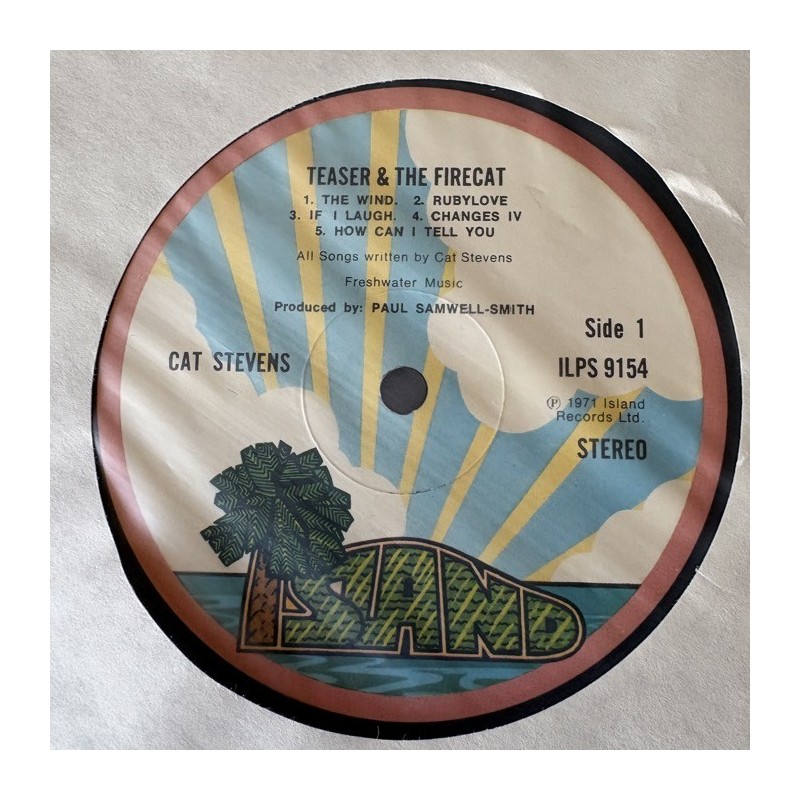 TEASER & THE FIRECAT
1. THE WIND. 2. RUBYLOVE
3. IF I LAUGH. 4. CHANGES IV
5. HOW CAN I TELL YOU
All Songs written by Cat Stevens
Freshwater Music
Produced by: PAUL SAMWELL-SMITH
Side 1
CAT STEVENS
ILPS 9154
℗ 1971 Island
Records Ltd.
STEREO
ISLAND